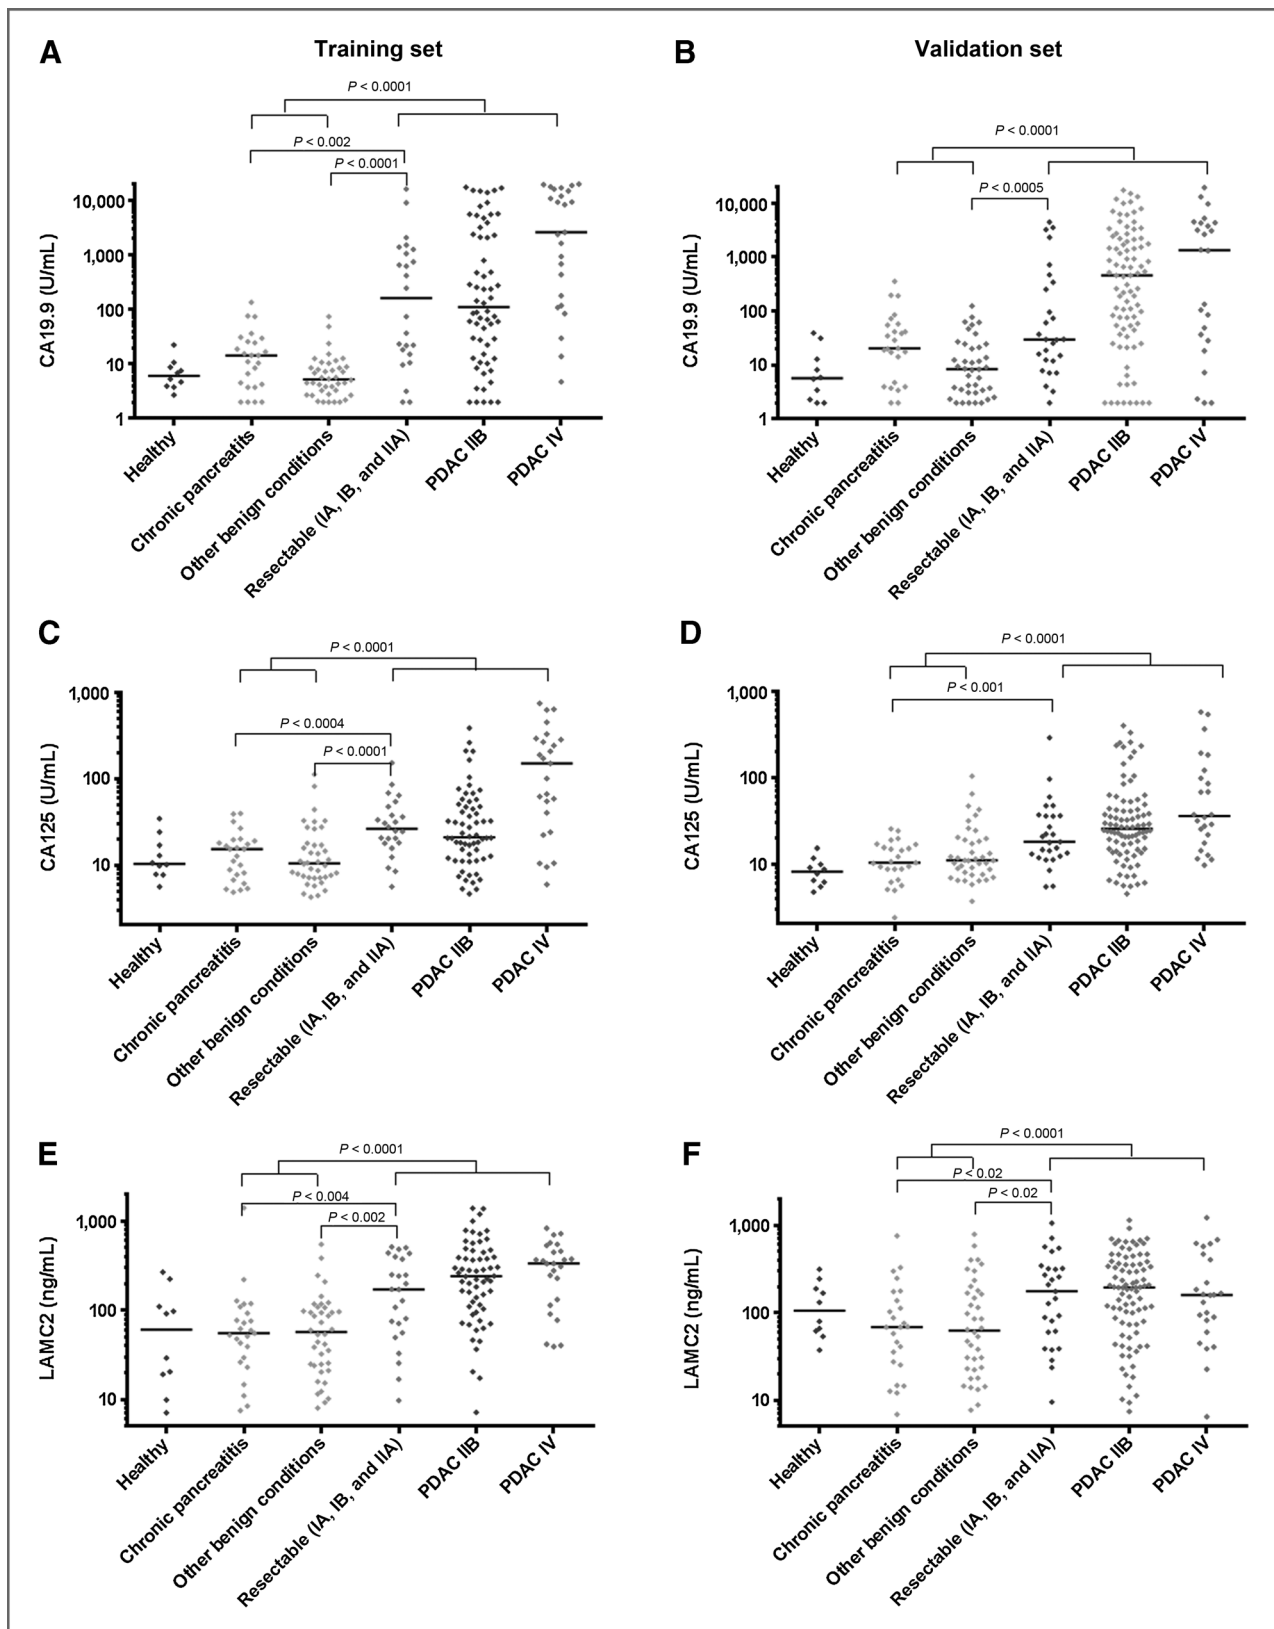 A
Training set
P < 0.0001
P < 0.002
P < 0.0001
CA19.9 (U/mL)
10,000
1,000
100
10
1
Healthy
Chronic pancreatitis
Other benign conditions
Resectable (IA, IB, and IIA)
PDAC IIB
PDAC IV
B
Validation set
P < 0.0001
P < 0.0005
CA19.9 (U/mL)
10,000
1,000
100
10
1
Healthy
Chronic pancreatitis
Other benign conditions
Resectable (IA, IB, and IIA)
PDAC IIB
PDAC IV
C
P < 0.0001
P < 0.0004
P < 0.0001
CA125 (U/mL)
1,000
100
10
Healthy
Chronic pancreatitis
Other benign conditions
Resectable (IA, IB, and IIA)
PDAC IIB
PDAC IV
D
P < 0.0001
P < 0.001
CA125 (U/mL)
1,000
100
10
Healthy
Chronic pancreatitis
Other benign conditions
Resectable (IA, IB, and IIA)
PDAC IIB
PDAC IV
E
P < 0.0001
P < 0.004
P < 0.002
LAMC2 (ng/mL)
1,000
100
10
Healthy
Chronic pancreatitis
Other benign conditions
Resectable (IA, IB, and IIA)
PDAC IIB
PDAC IV
F
P < 0.0001
P < 0.02
P < 0.02
LAMC2 (ng/mL)
1,000
100
10
Healthy
Chronic pancreatitis
Other benign conditions
Resectable (IA, IB, and IIA)
PDAC IIB
PDAC IV